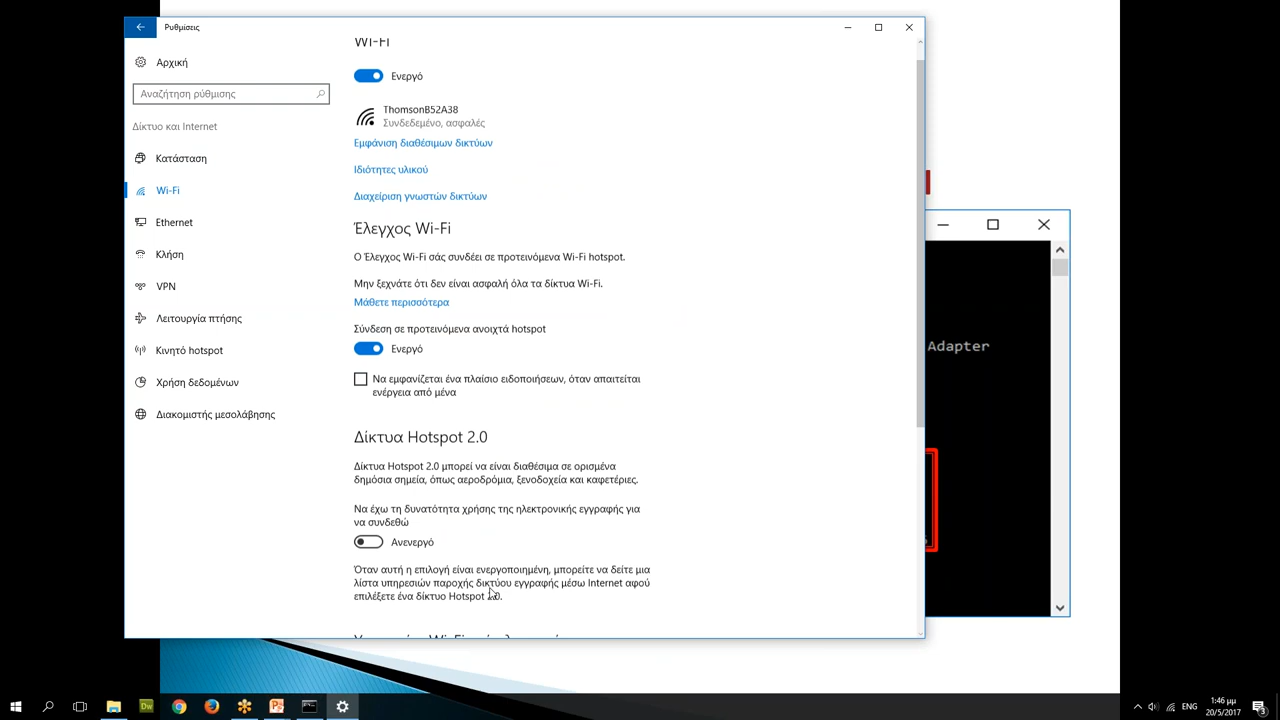 Ρυθμίσεις
Wi-Fi
Αρχική
Ενεργό
Αναζήτηση ρύθμισης
ThomsonB52A38
Συνδεδεμένο, ασφαλές
Δίκτυο και Internet
Εμφάνιση διαθέσιμων δικτύων
Κατάσταση
Ιδιότητες υλικού
Wi-Fi
Διαχείριση γνωστών δικτύων
Ethernet
Έλεγχος Wi-Fi
Κλήση
Ο Έλεγχος Wi-Fi σάς συνδέει σε προτεινόμενα Wi-Fi hotspot.
VPN
Μην ξεχνάτε ότι δεν είναι ασφαλή όλα τα δίκτυα Wi-Fi.
Μάθετε περισσότερα
Λειτουργία πτήσης
Σύνδεση σε προτεινόμενα ανοιχτά hotspot
Κινητό hotspot
Ενεργό
Χρήση δεδομένων
Να εμφανίζεται ένα πλαίσιο ειδοποιήσεων, όταν απαιτείται
ενέργεια από μένα
Διακομιστής μεσολάβησης
Δίκτυα Hotspot 2.0
Δίκτυα Hotspot 2.0 μπορεί να είναι διαθέσιμα σε ορισμένα
δημόσια σημεία, όπως αεροδρόμια, ξενοδοχεία και καφετέριες.
Να έχω τη δυνατότητα χρήσης της ηλεκτρονικής εγγραφής για
να συνδεθώ
Ανενεργό
Όταν αυτή η επιλογή είναι ενεργοποιημένη, μπορείτε να δείτε μια
λίστα υπηρεσιών παροχής δικτύου εγγραφής μέσω Internet αφού
επιλέξετε ένα δίκτυο Hotspot 2.0.
Adapter
Dw
ENG
1:46 μμ
20/5/2017
3